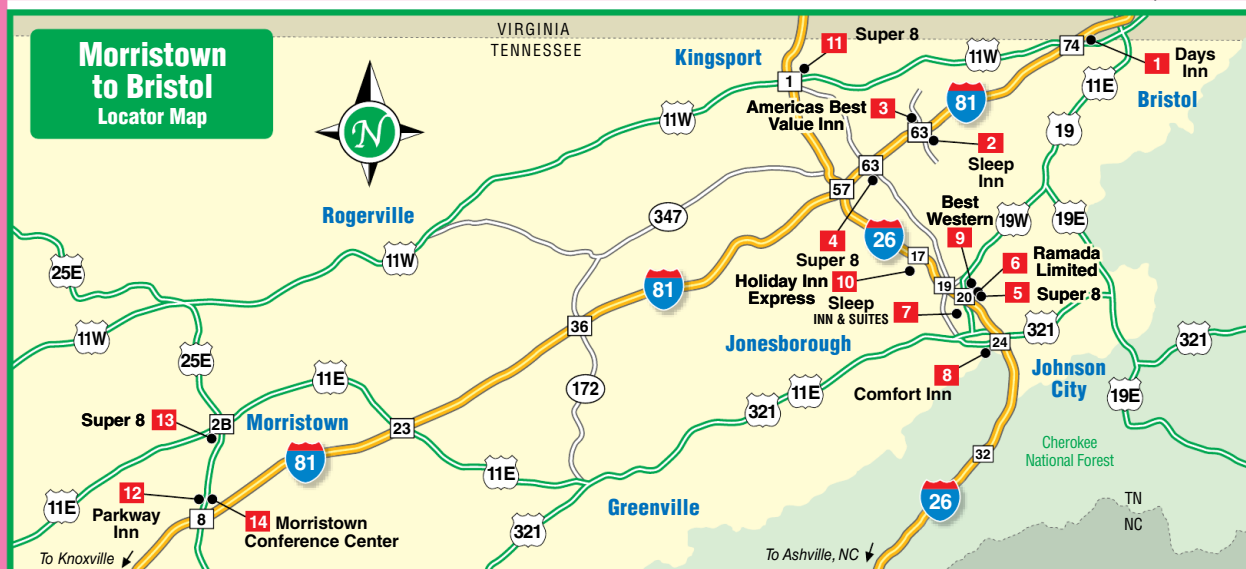 VIRGINIA
TENNESSEE
Morristown
to Bristol
Locator Map
N
Kingsport
11
Super 8
1
11W
74
1
Days
Inn
11E
Bristol
81
Americas Best
Value Inn
3
63
2
Sleep
Inn
19
11W
63
57
Rogerville
347
4
Super 8
26
Best
Western
9
19W
19E
11W
25E
17
Holiday Inn
Express
10
6
Ramada
Limited
19
20
5
Super 8
81
Sleep
INN & SUITES
7
36
11W
25E
Jonesborough
24
321
321
8
Comfort Inn
Johnson
City
11E
172
11E
19E
321
Super 8
13
2B
Morristown
23
81
32
Cherokee
National Forest
11E
12
Parkway
Inn
11E
8
14
Morristown
Conference Center
Greenville
321
26
TN
NC
To Knoxville
To Ashville, NC